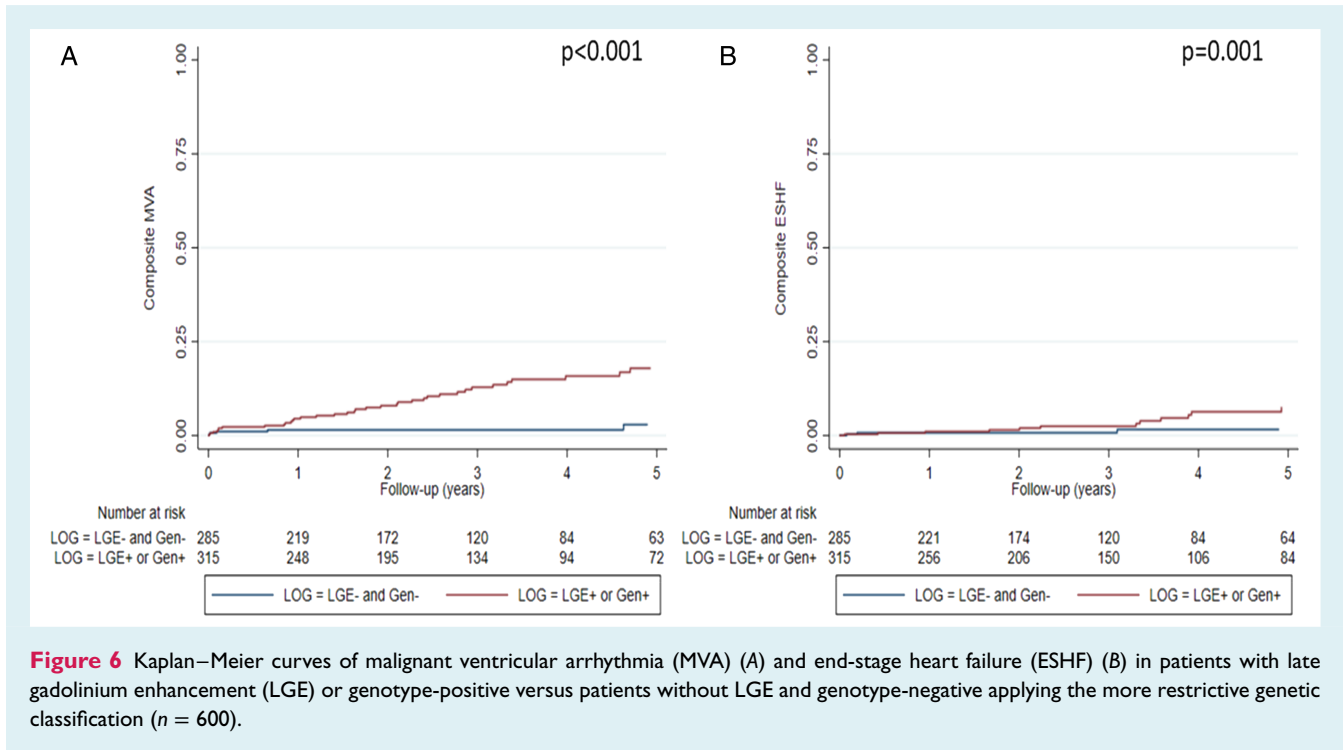 A
p<0.001
Composite MVA
1.00
0.75
0.50
0.25
0.00
0 1 2 3 4 5
Follow-up (years)
Number at risk
LOG = LGE- and Gen- 285 219 172 120 84 63
LOG = LGE+ or Gen+ 315 248 195 134 94 72
LOG = LGE- and Gen- LOG = LGE+ or Gen+
B
p=0.001
Composite ESHF
1.00
0.75
0.50
0.25
0.00
0 1 2 3 4 5
Follow-up (years)
Number at risk
LOG = LGE- and Gen- 285 221 174 120 84 64
LOG = LGE+ or Gen+ 315 256 206 150 106 84
LOG = LGE- and Gen- LOG = LGE+ or Gen+
Figure 6 Kaplan–Meier curves of malignant ventricular arrhythmia (MVA) (A) and end-stage heart failure (ESHF) (B) in patients with late
gadolinium enhancement (LGE) or genotype-positive versus patients without LGE and genotype-negative applying the more restrictive genetic
classification (n = 600).